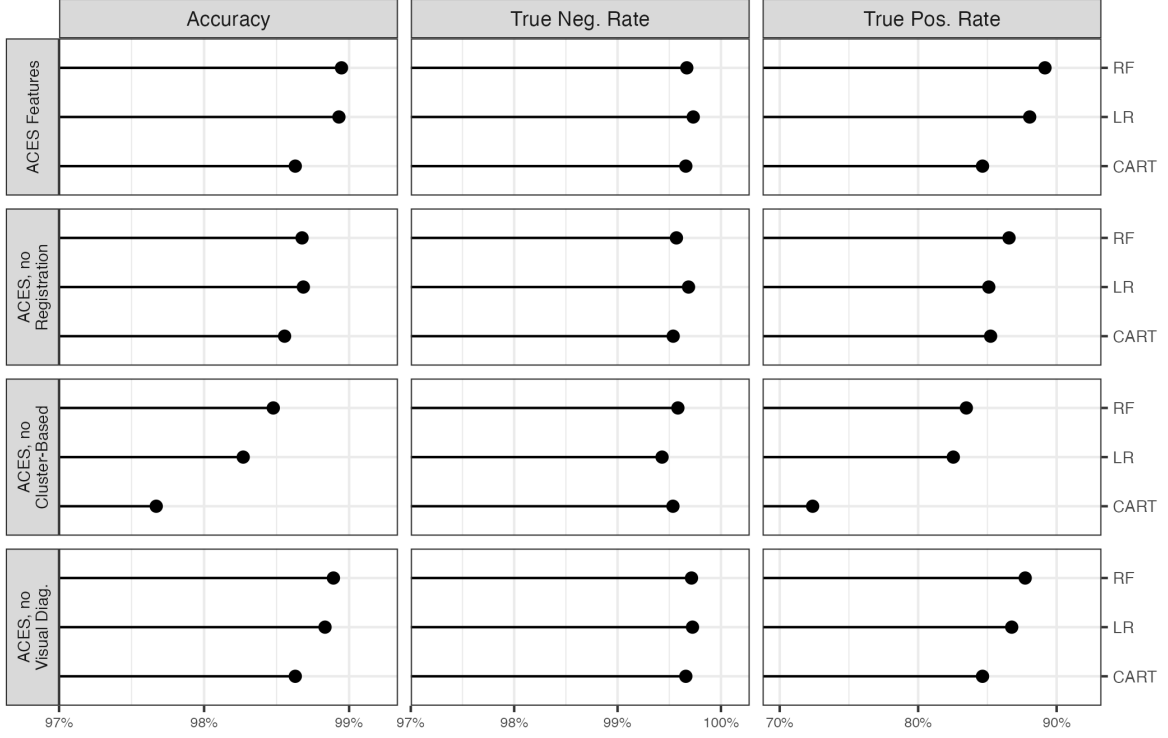 Accuracy
True Neg. Rate
True Pos. Rate
ACES Features
RF
LR
CART
ACES, no
Registration
RF
LR
CART
ACES, no
Cluster-Based
RF
LR
CART
ACES, no
Visual Diag.
RF
LR
CART
97%
98%
99%
97%
98%
99%
100%
70%
80%
90%